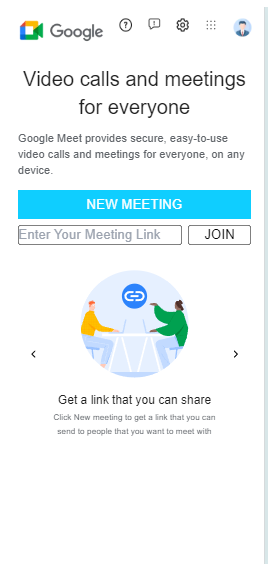 Google
Video calls and meetings
for everyone
Google Meet provides secure, easy-to-use
video calls and meetings for everyone, on any
device.
NEW MEETING
Enter Your Meeting Link
JOIN
Get a link that you can share
Click New meeting to get a link that you can
send to people that you want to meet with